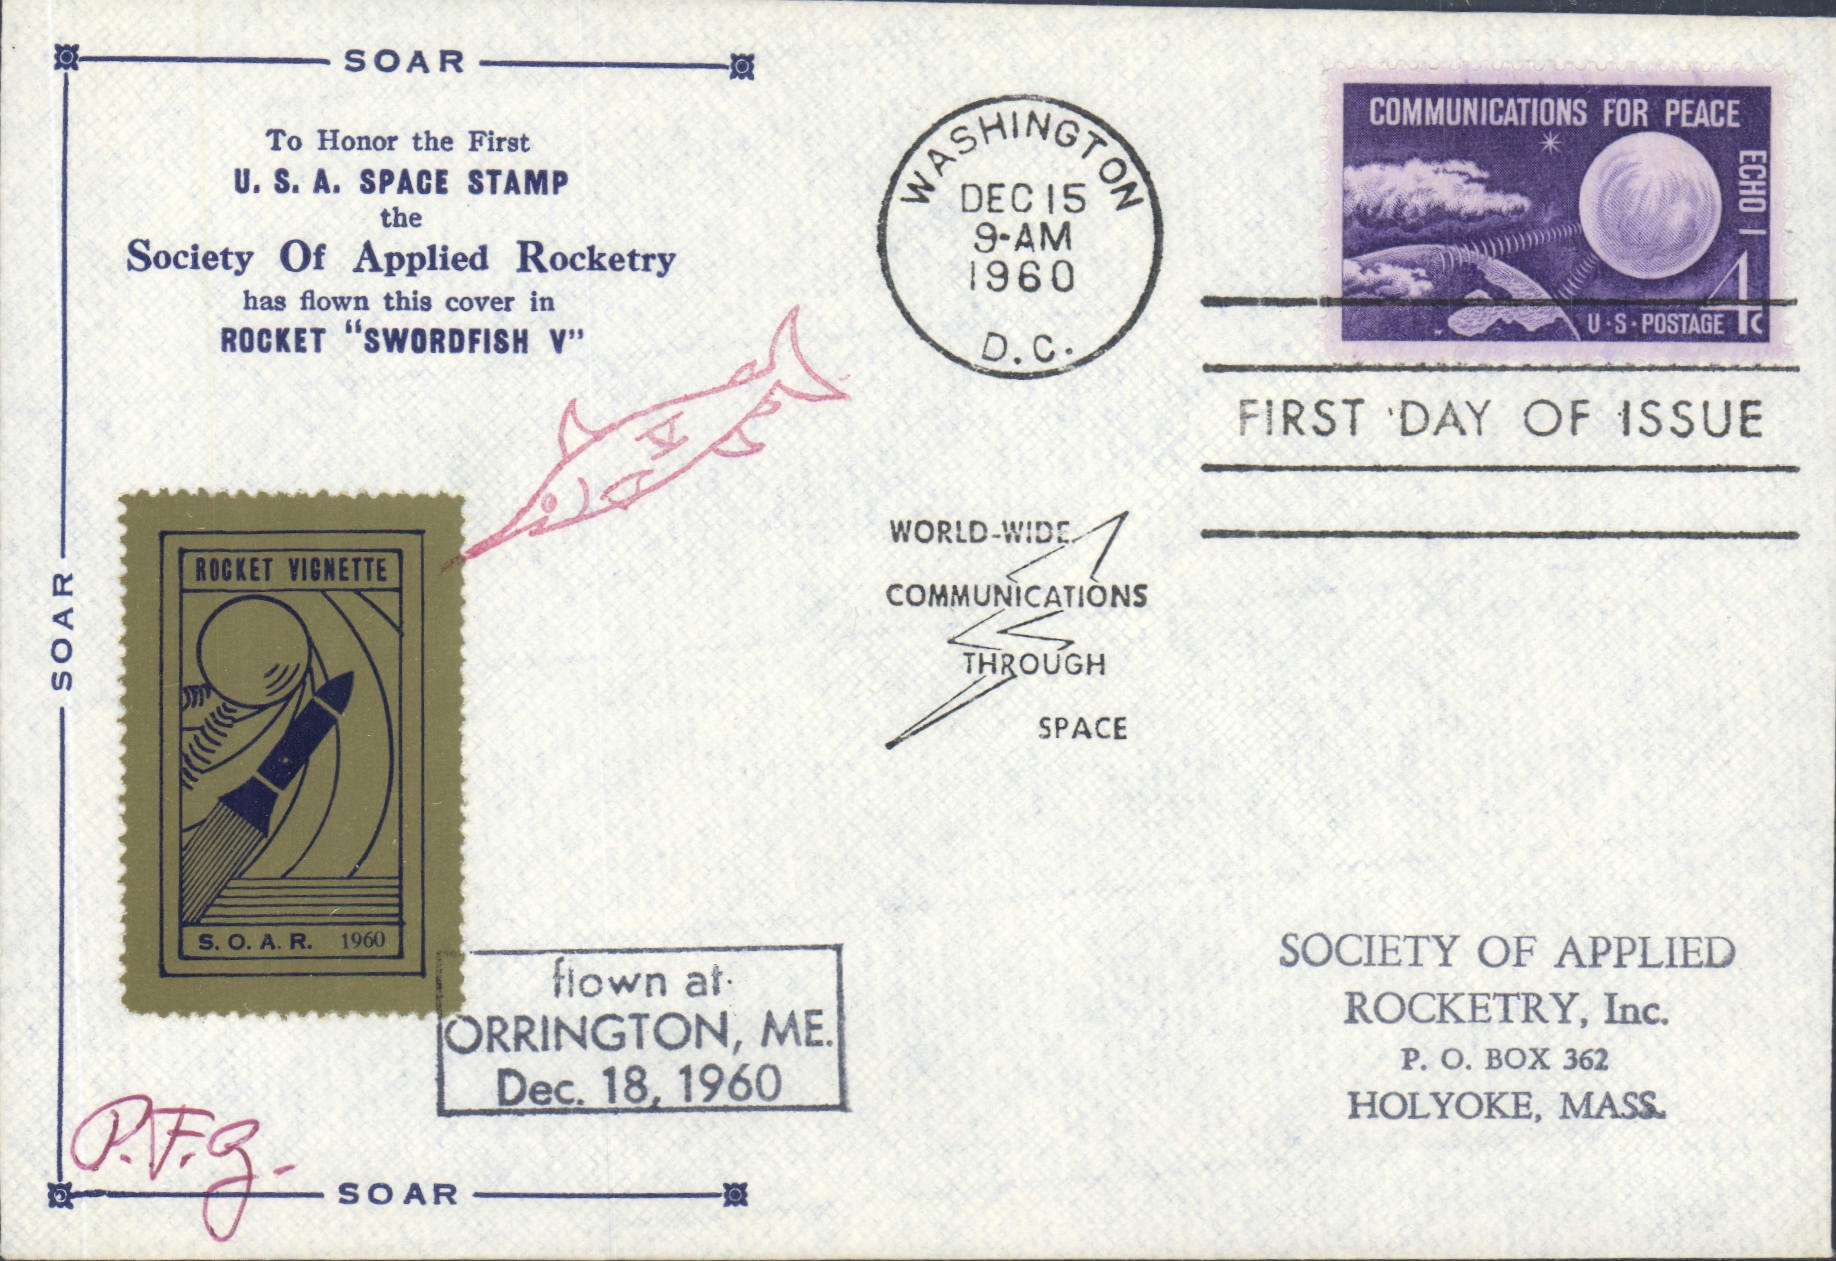 SOAR
To Honor the First
U. S. A. SPACE STAMP
the
Society Of Applied Rocketry
has flown this cover in
ROCKET “SWORDFISH V”
V
SOAR
ROCKET VIGNETTE
S. O. A. R. 1960
flown at
ORRINGTON, ME.
Dec. 18, 1960
P.F.g.
SOAR
WASHINGTON
DEC 15
9-AM
1960
D.C.
COMMUNICATIONS FOR PEACE
ECHO I
4c
U·S·POSTAGE
FIRST DAY OF ISSUE
WORLD-WIDE
COMMUNICATIONS
THROUGH
SPACE
SOCIETY OF APPLIED
ROCKETRY, Inc.
P. O. BOX 362
HOLYOKE, MASS.